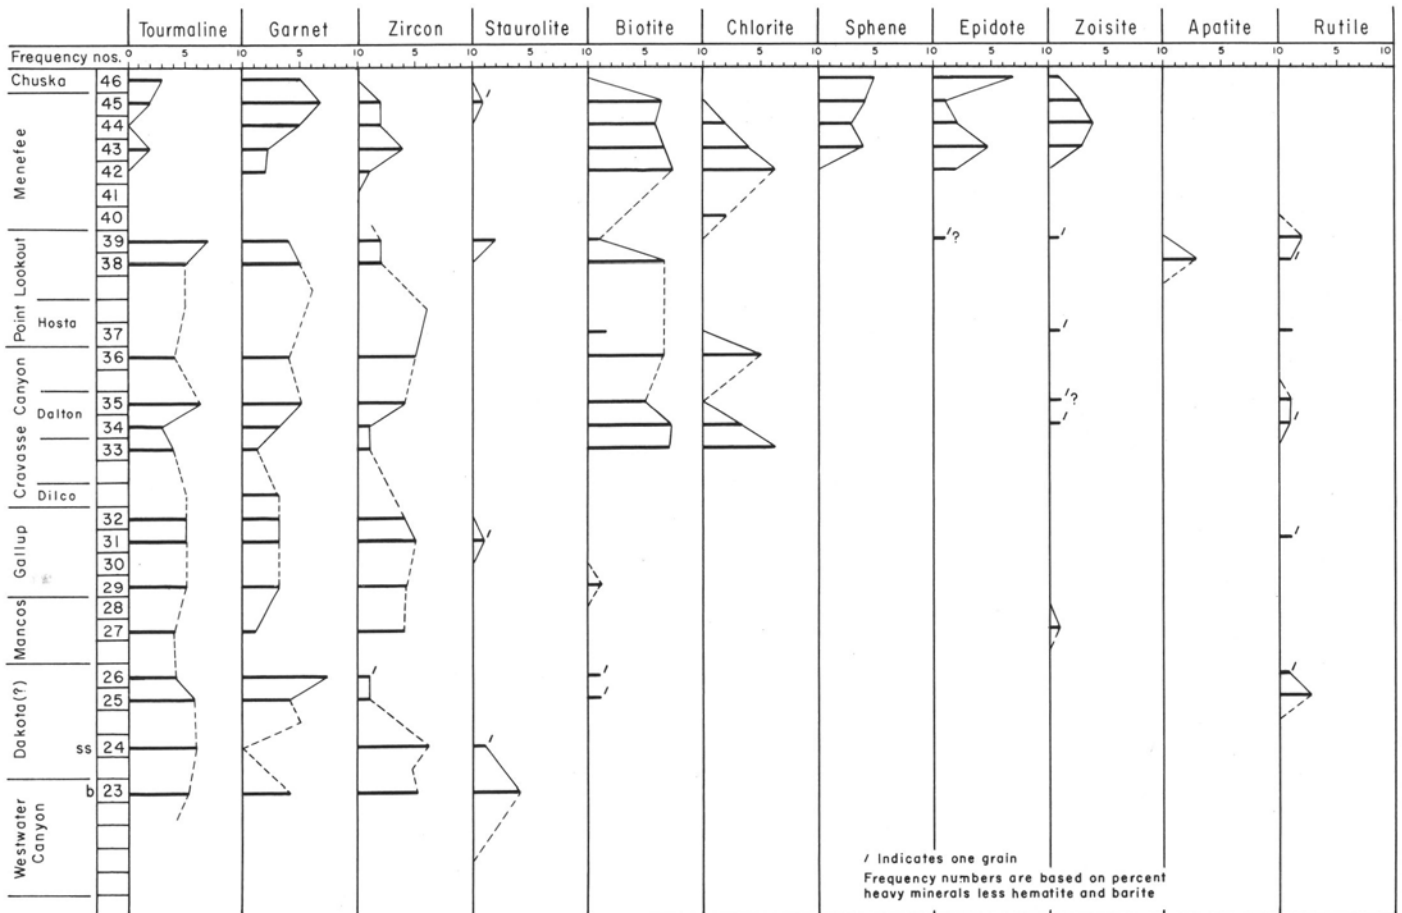 Tourmaline Garnet Zircon Staurolite Biotite Chlorite Sphene Epidote Zoisite Apatite Rutile
Frequency nos. 0 5 10 5 10 5 10 5 10 5 10 5 10 5 10 5 10 5 10 5 10 5 10
Chuska 46
Menefee
45
44
43
42
41
40
Point Lookout
39
38
Hosta
37
Cravasse Canyon
36
35
Dalton
34
33
Dilco
Gallup
32
31
30
29
Mancos
28
27
Dakota(?)
26
25
ss 24
Westwater Canyon
b 23
/?
/?
/ Indicates one grain
Frequency numbers are based on percent
heavy minerals less hematite and barite